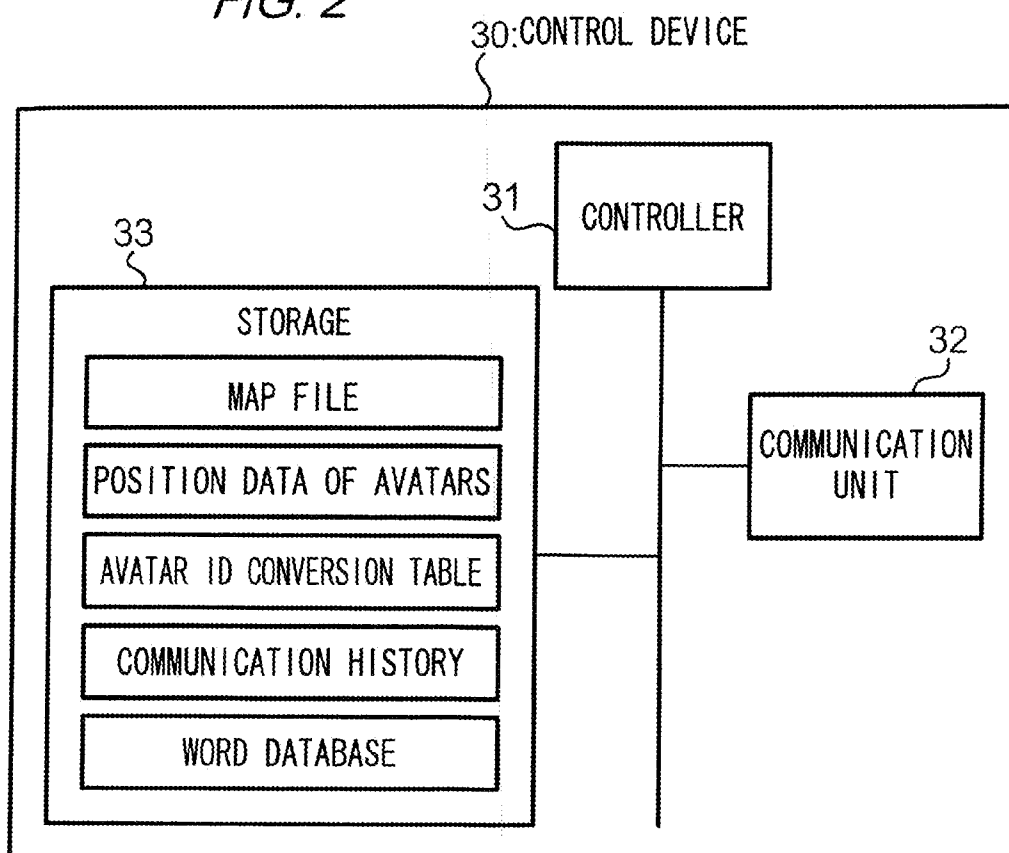 FIG. 2
30:CONTROL DEVICE
31
CONTROLLER
33
STORAGE
MAP FILE
POSITION DATA OF AVATARS
AVATAR ID CONVERSION TABLE
COMMUNICATION HISTORY
WORD DATABASE
32
COMMUNICATION
UNIT